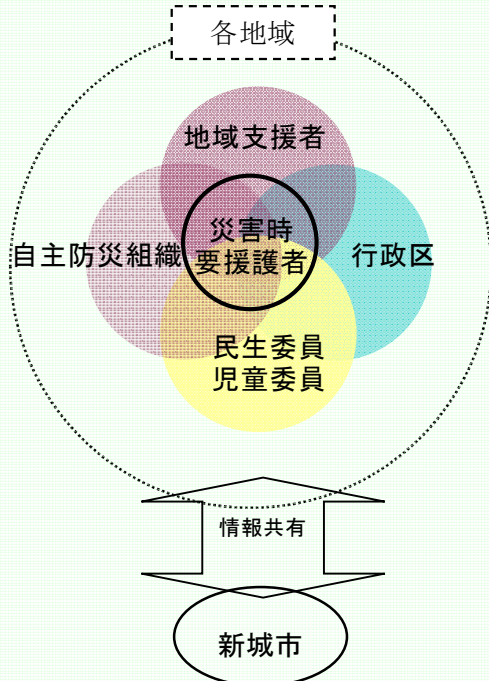 各地域
地域支援者
災害時
要援護者
自主防災組織
行政区
民生委員
児童委員
情報共有
新城市